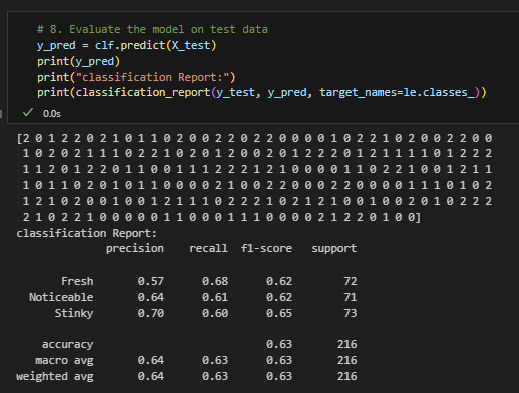 # 8. Evaluate the model on test data
y_pred = clf.predict(X_test)
print(y_pred)
print("classification Report:")
print(classification_report(y_test, y_pred, target_names=le.classes_))
0.0s
[2 0 1 2 2 0 2 1 0 1 1 0 2 0 0 2 2 0 2 2 0 0 0 0 1 0 2 2 1 0 2 0 0 2 2 0 0
1 0 2 0 2 1 1 1 0 2 2 1 0 2 0 1 2 0 0 2 0 1 2 2 2 0 1 2 1 1 1 1 0 1 2 2 2
1 1 2 0 1 2 2 0 1 1 0 0 1 1 1 2 2 2 1 2 1 0 0 0 0 1 1 0 2 2 1 0 0 1 2 1 1
1 0 1 1 0 2 0 1 0 1 1 0 0 0 0 2 1 0 0 1 2 0 0 0 2 2 0 0 0 0 1 1 1 0 1 0 2
1 2 1 0 2 0 0 1 0 0 1 2 1 1 1 0 2 2 2 1 0 2 1 2 1 0 0 1 0 0 2 0 1 0 2 2 2
2 1 0 2 2 1 0 0 0 0 0 1 1 0 0 0 1 1 1 0 0 0 0 2 1 2 2 0 1 0 0]
classification Report:
precision recall f1-score support
Fresh 0.57 0.68 0.62 72
Noticeable 0.64 0.61 0.62 71
Stinky 0.70 0.60 0.65 73
accuracy 0.63 216
macro avg 0.64 0.63 0.63 216
weighted avg 0.64 0.63 0.63 216